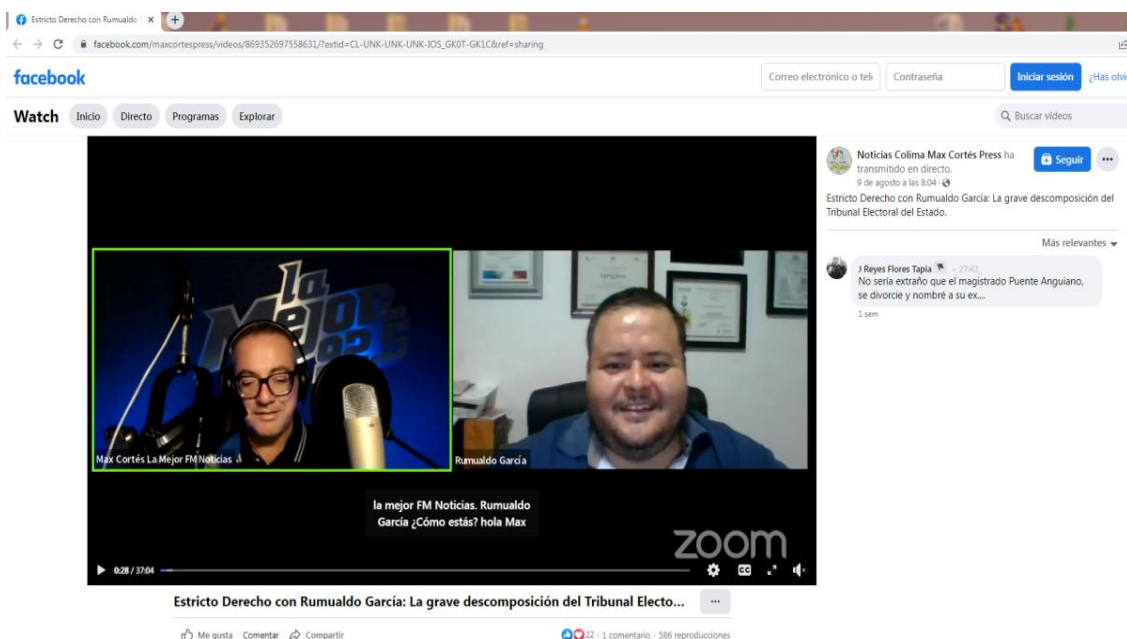 Estricto Derecho con Rumualdo
facebook.com/maxcortespress/videos/869352697558631/?extid=CL-UNK-UNK-UNK-IOS_GK0T-GK1C&ref=sharing
facebook
Correo electrónico o telé
Contraseña
Iniciar sesión
¿Has olvi
Watch
Inicio
Directo
Programas
Explorar
Buscar vídeos
Noticias Colima Max Cortés Press ha
transmitido en directo.
9 de agosto a las 8:04
Seguir
Estricto Derecho con Rumualdo García: La grave descomposición del
Tribunal Electoral del Estado.
Más relevantes
J Reyes Flores Tapia · 27:43
No sería extraño que el magistrado Puente Anguiano,
se divorcie y nombré a su ex....
1 sem
la
Mejor
92.5
Max Cortés La Mejor FM Noticias
Rumualdo García
la mejor FM Noticias. Rumualdo
García ¿Cómo estás? hola Max
zoom
0:28 / 37:04
CC
Estricto Derecho con Rumualdo García: La grave descomposición del Tribunal Electo...
Me gusta
Comentar
Compartir
22 · 1 comentario · 586 reproducciones